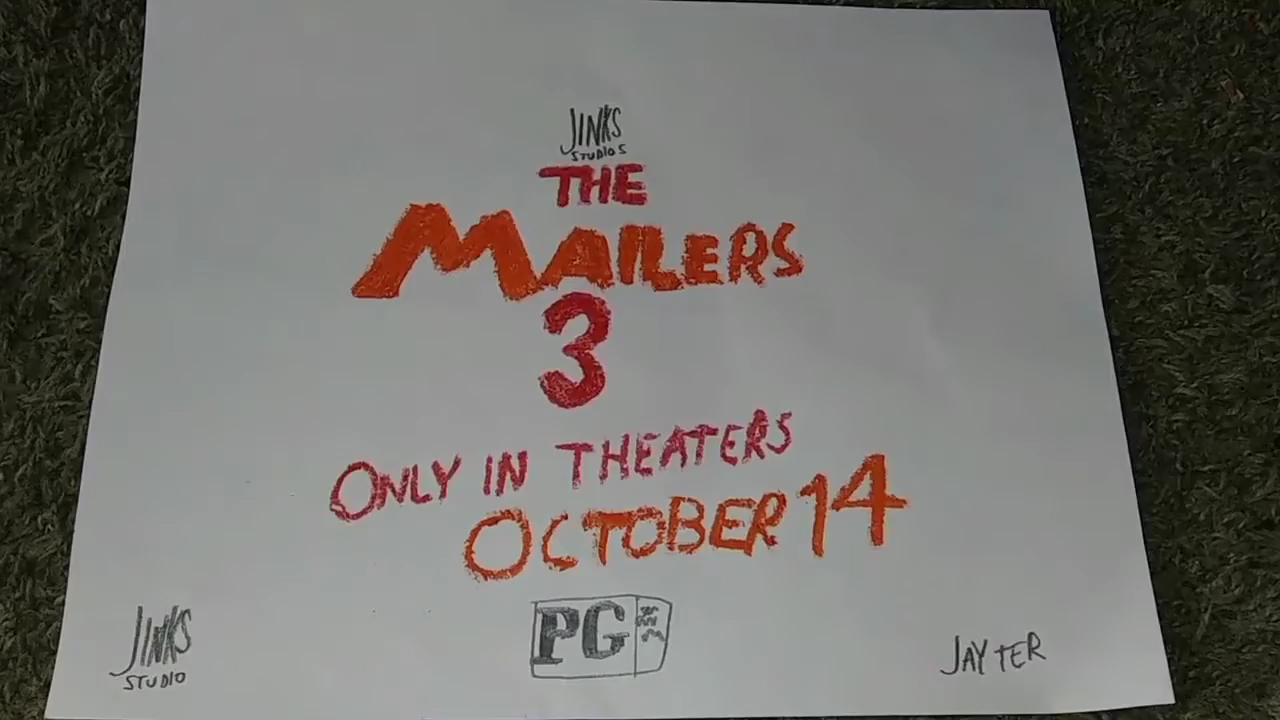 JINKS
STUDIOS
THE
MAILERS
3
ONLY IN THEATERS
OCTOBER 14
PG
JINKS
STUDIO
JAY TER